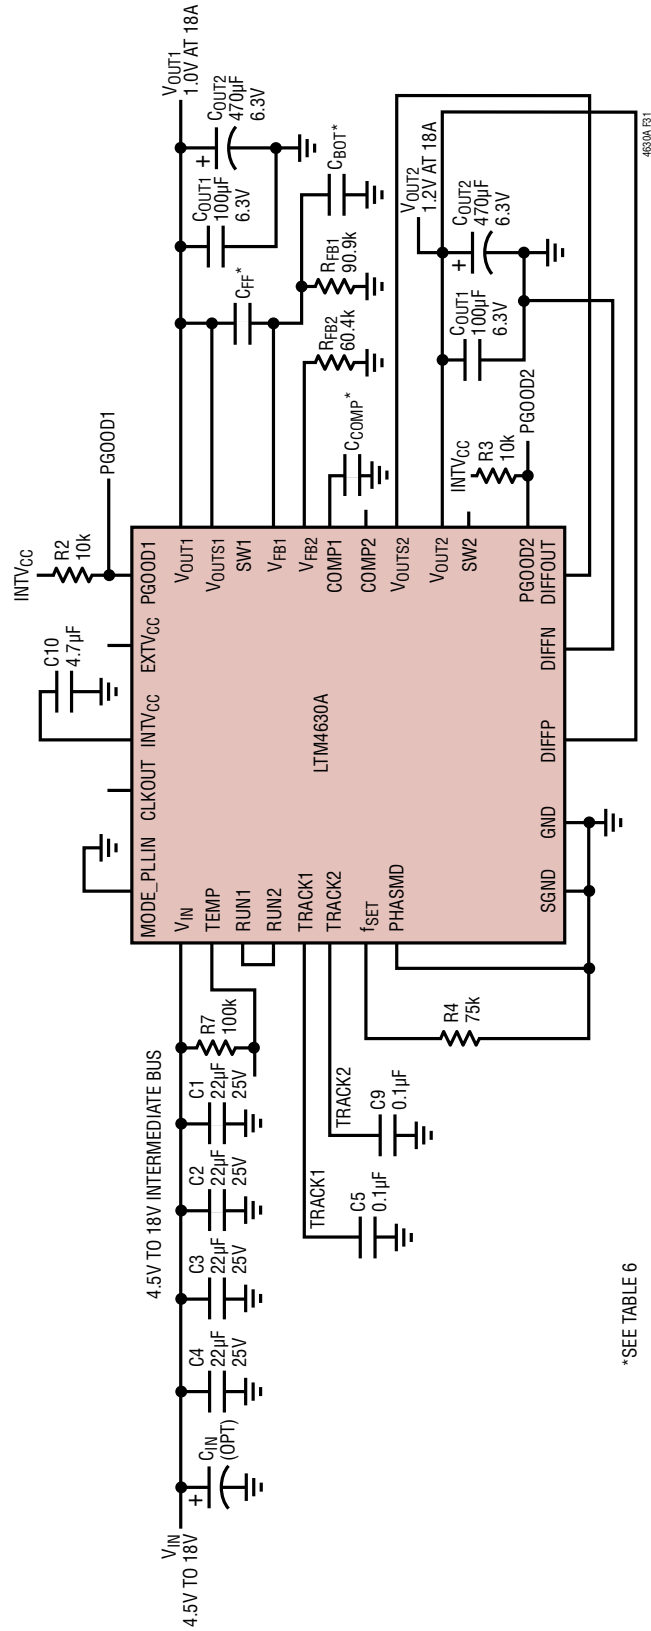 VIN
4.5V TO 18V
CIN
(OPT)
+
4.5V TO 18V INTERMEDIATE BUS
C4
22µF
25V
C3
22µF
25V
C2
22µF
25V
C1
22µF
25V
R7
100k
TRACK1
C5
0.1µF
TRACK2
C9
0.1µF
R4
75k
MODE_PLLIN
CLKOUT
INTVCC
EXTVCC
PGOOD1
VIN
TEMP
RUN1
RUN2
TRACK1
TRACK2
fSET
PHASMD
LTM4630A
VOUT1
VOUTS1
SW1
VFB1
VFB2
COMP1
COMP2
VOUTS2
VOUT2
SW2
PGOOD2
SGND
GND
DIFFP
DIFFN
DIFFOUT
C10
4.7µF
INTVCC
R2
10k
PGOOD1
VOUT1
1.0V AT 18A
COUT1
100µF
6.3V
+
COUT2
470µF
6.3V
CFF*
CBOT*
RFB1
90.9k
RFB2
60.4k
CCOMP*
VOUT2
1.2V AT 18A
COUT1
100µF
6.3V
+
COUT2
470µF
6.3V
INTVCC
R3
10k
PGOOD2
*SEE TABLE 6
4630A F31